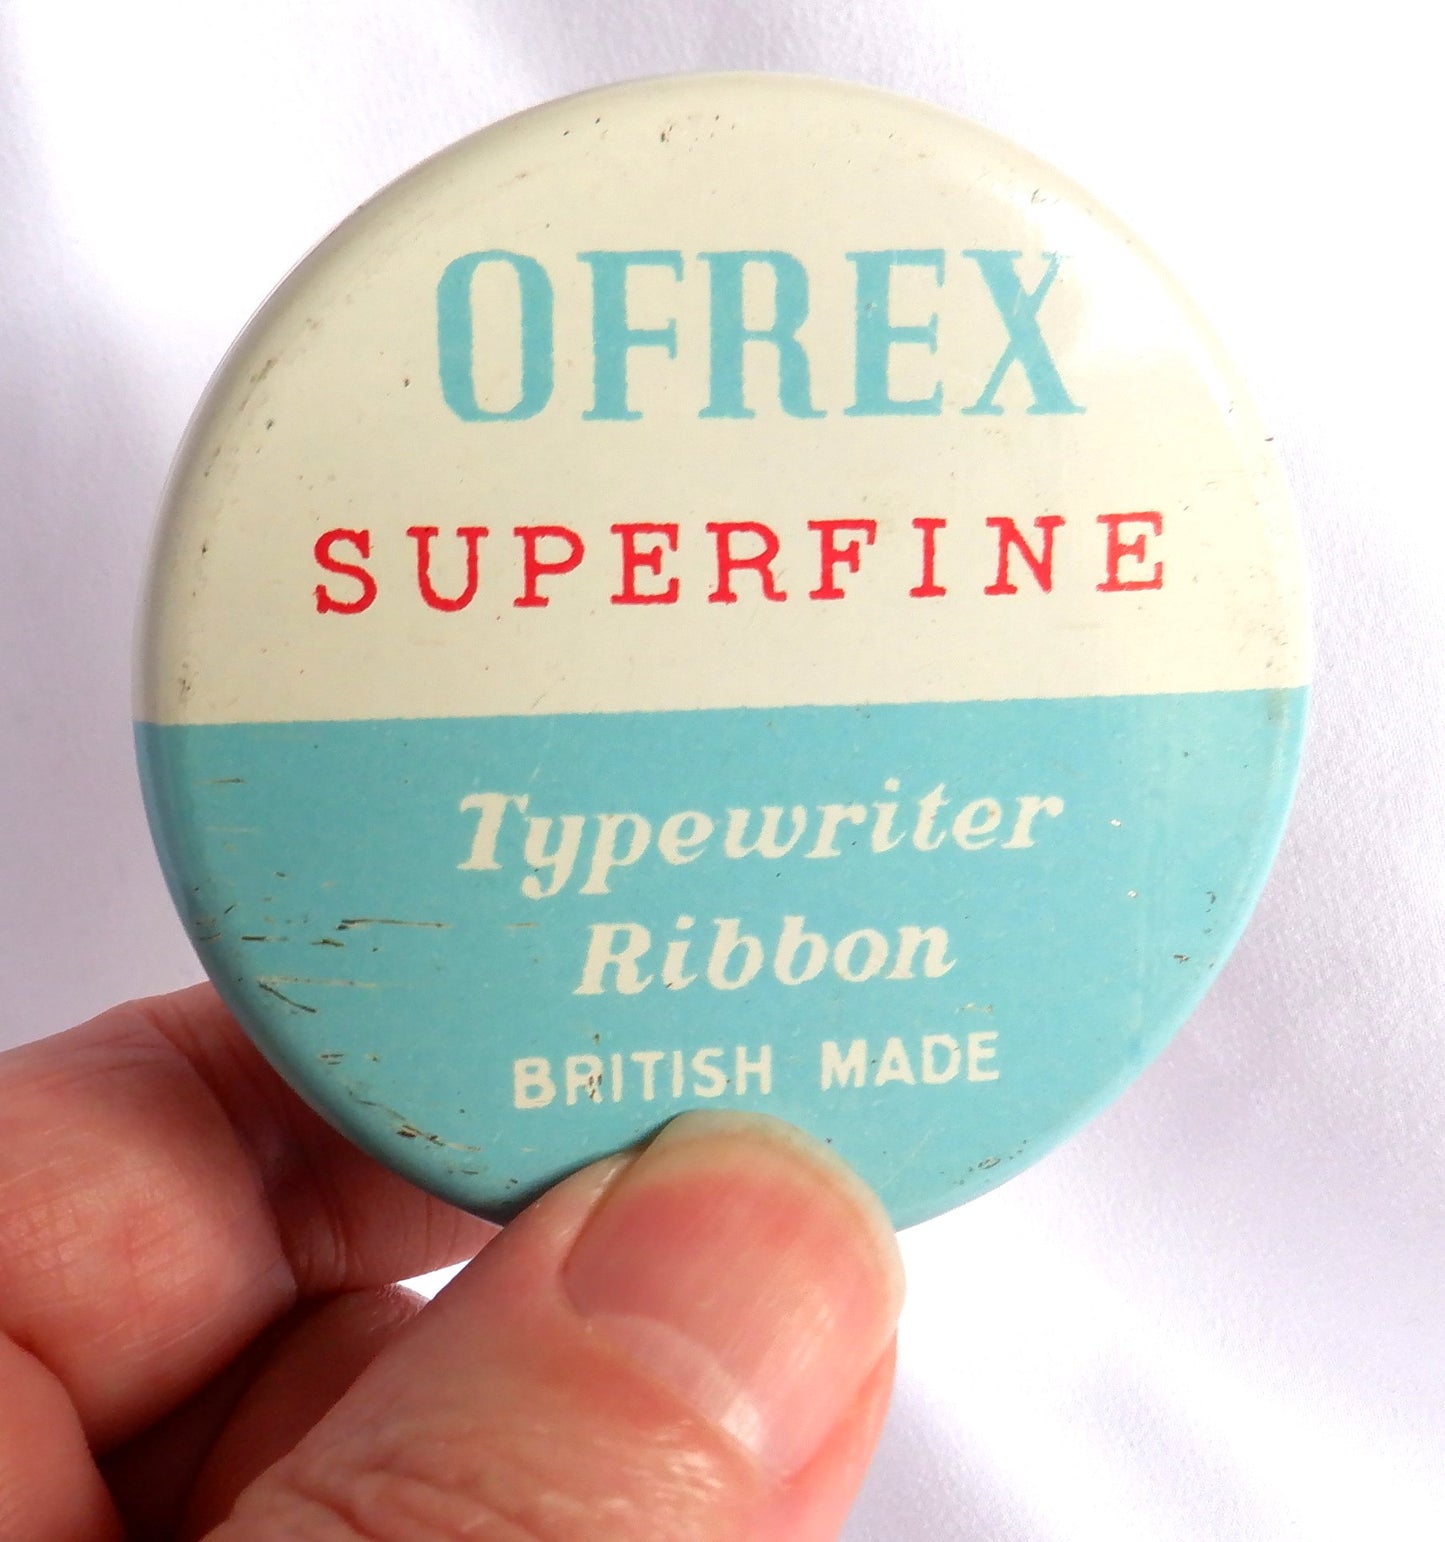 OFREX
SUPERFINE
Typewriter
Ribbon
BRITISH MADE